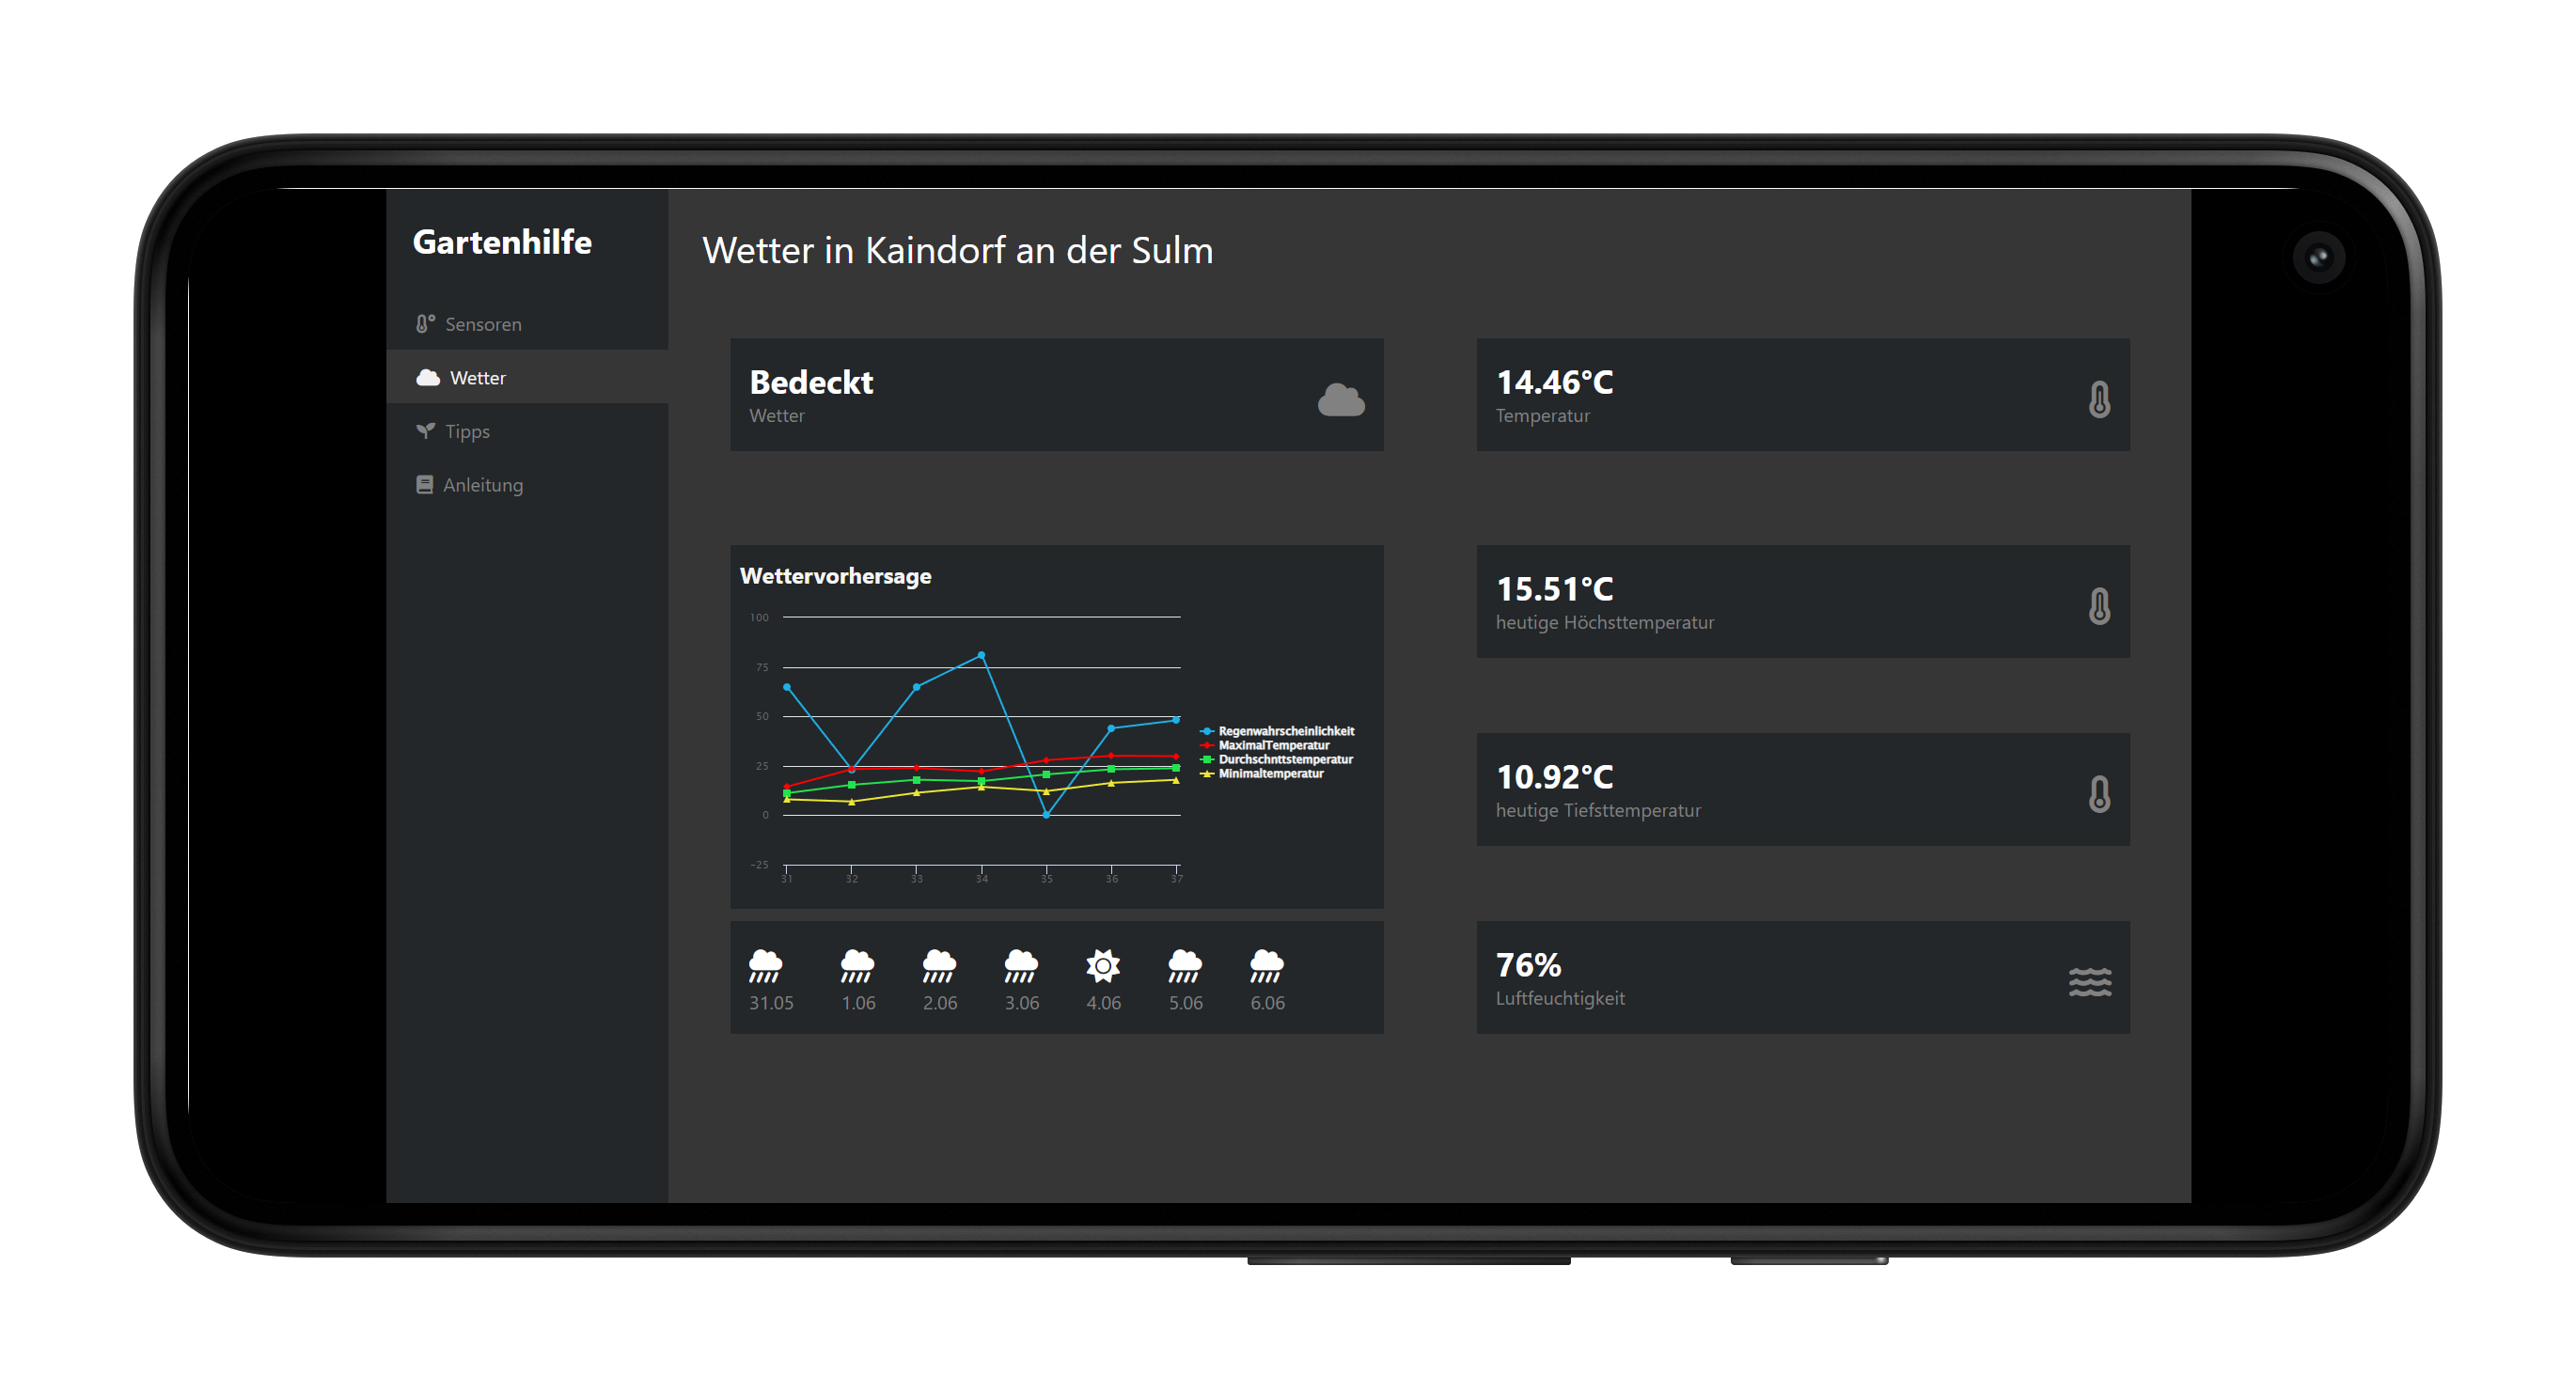 Gartenhilfe
Sensoren
Wetter
Tipps
Anleitung
Wetter in Kaindorf an der Sulm
Bedeckt
Wetter
14.46°C
Temperatur
Wettervorhersage
100
75
50
25
0
-25
31 32 33 34 35 36 37
Regenwahrscheinlichkeit
MaximalTemperatur
Durchschnttstemperatur
Minimaltemperatur
31.05 1.06 2.06 3.06 4.06 5.06 6.06
15.51°C
heutige Höchsttemperatur
10.92°C
heutige Tiefsttemperatur
76%
Luftfeuchtigkeit